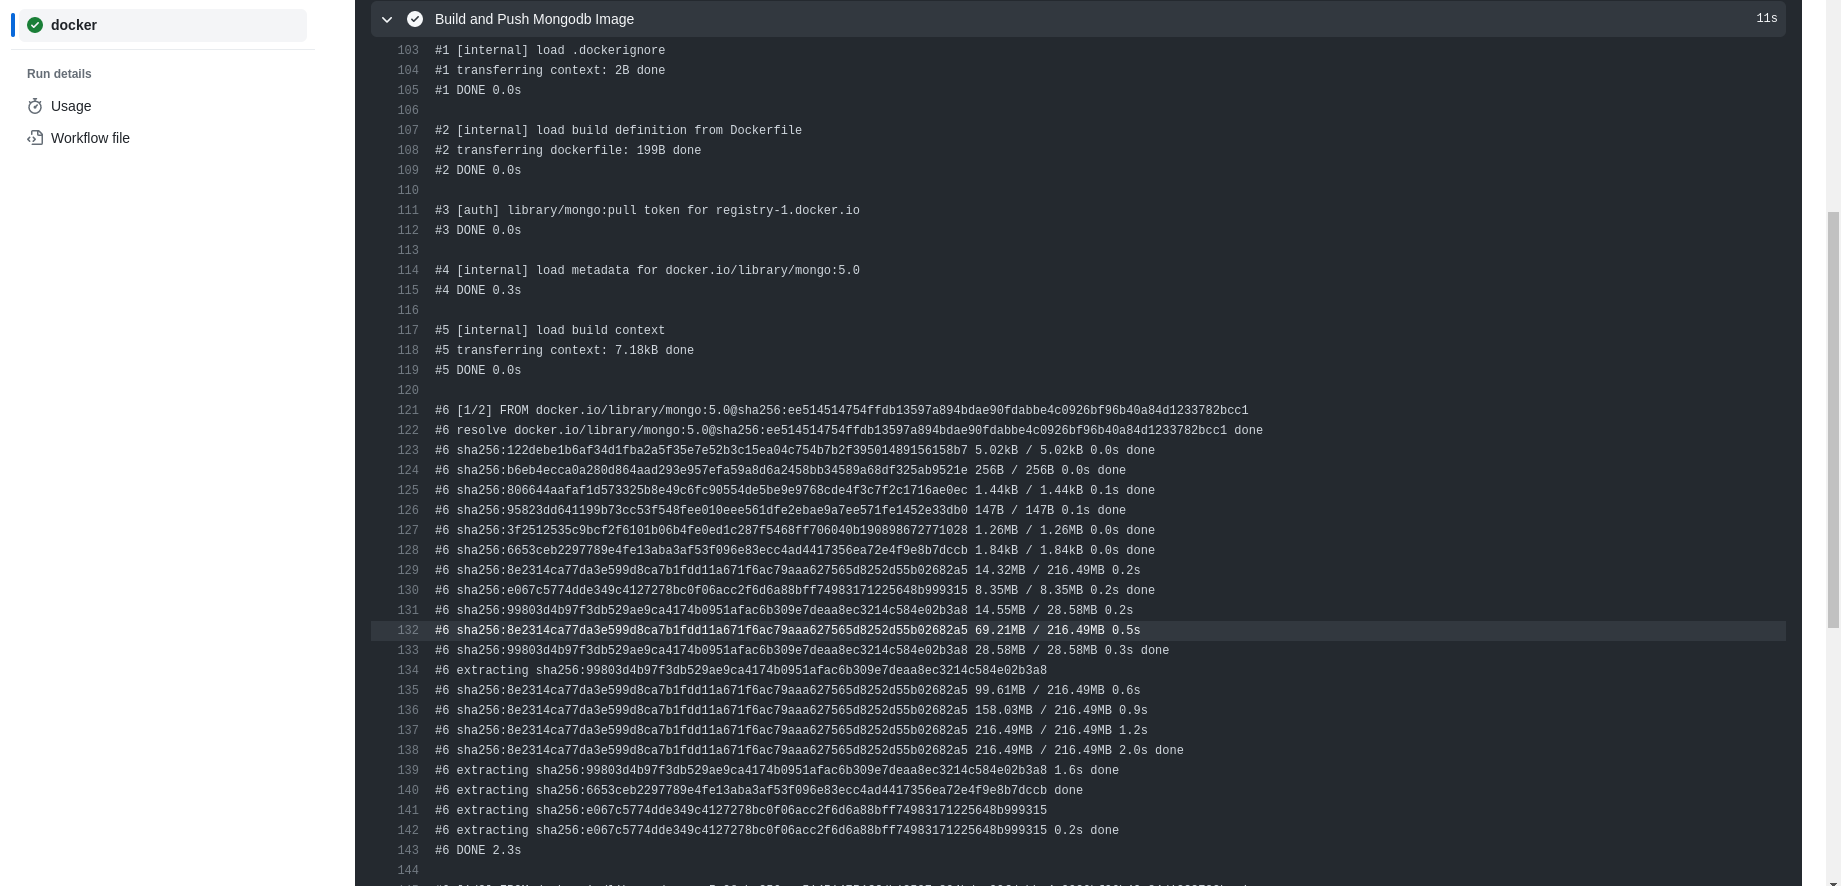 docker
Run details
Usage
Workflow file
Build and Push Mongodb Image 11s
103 #1 [internal] load .dockerignore
104 #1 transferring context: 2B done
105 #1 DONE 0.0s
106
107 #2 [internal] load build definition from Dockerfile
108 #2 transferring dockerfile: 199B done
109 #2 DONE 0.0s
110
111 #3 [auth] library/mongo:pull token for registry-1.docker.io
112 #3 DONE 0.0s
113
114 #4 [internal] load metadata for docker.io/library/mongo:5.0
115 #4 DONE 0.3s
116
117 #5 [internal] load build context
118 #5 transferring context: 7.18kB done
119 #5 DONE 0.0s
120
121 #6 [1/2] FROM docker.io/library/mongo:5.0@sha256:ee514514754ffdb13597a894bdae90fdabbe4c0926bf96b40a84d1233782bcc1
122 #6 resolve docker.io/library/mongo:5.0@sha256:ee514514754ffdb13597a894bdae90fdabbe4c0926bf96b40a84d1233782bcc1 done
123 #6 sha256:122debe1b6af34d1fba2a5f35e7e52b3c15ea04c754b7b2f39501489156158b7 5.02kB / 5.02kB 0.0s done
124 #6 sha256:b6eb4ecca0a280d864aad293e957efa59a8d6a2458bb34589a68df325ab9521e 256B / 256B 0.0s done
125 #6 sha256:806644aafaf1d573325b8e49c6fc90554de5be9e9768cde4f3c7f2c1716ae0ec 1.44kB / 1.44kB 0.1s done
126 #6 sha256:95823dd641199b73cc53f548fee010eee561dfe2ebae9a7ee571fe1452e33db0 147B / 147B 0.1s done
127 #6 sha256:3f2512535c9bcf2f6101b06b4fe0ed1c287f5468ff706040b190898672771028 1.26MB / 1.26MB 0.0s done
128 #6 sha256:6653ceb2297789e4fe13aba3af53f096e83ecc4ad4417356ea72e4f9e8b7dccb 1.84kB / 1.84kB 0.0s done
129 #6 sha256:8e2314ca77da3e599d8ca7b1fdd11a671f6ac79aaa627565d8252d55b02682a5 14.32MB / 216.49MB 0.2s
130 #6 sha256:e067c5774dde349c4127278bc0f06acc2f6d6a88bff74983171225648b999315 8.35MB / 8.35MB 0.2s done
131 #6 sha256:99803d4b97f3db529ae9ca4174b0951afac6b309e7deaa8ec3214c584e02b3a8 14.55MB / 28.58MB 0.2s
132 #6 sha256:8e2314ca77da3e599d8ca7b1fdd11a671f6ac79aaa627565d8252d55b02682a5 69.21MB / 216.49MB 0.5s
133 #6 sha256:99803d4b97f3db529ae9ca4174b0951afac6b309e7deaa8ec3214c584e02b3a8 28.58MB / 28.58MB 0.3s done
134 #6 extracting sha256:99803d4b97f3db529ae9ca4174b0951afac6b309e7deaa8ec3214c584e02b3a8
135 #6 sha256:8e2314ca77da3e599d8ca7b1fdd11a671f6ac79aaa627565d8252d55b02682a5 99.61MB / 216.49MB 0.6s
136 #6 sha256:8e2314ca77da3e599d8ca7b1fdd11a671f6ac79aaa627565d8252d55b02682a5 158.03MB / 216.49MB 0.9s
137 #6 sha256:8e2314ca77da3e599d8ca7b1fdd11a671f6ac79aaa627565d8252d55b02682a5 216.49MB / 216.49MB 1.2s
138 #6 sha256:8e2314ca77da3e599d8ca7b1fdd11a671f6ac79aaa627565d8252d55b02682a5 216.49MB / 216.49MB 2.0s done
139 #6 extracting sha256:99803d4b97f3db529ae9ca4174b0951afac6b309e7deaa8ec3214c584e02b3a8 1.6s done
140 #6 extracting sha256:6653ceb2297789e4fe13aba3af53f096e83ecc4ad4417356ea72e4f9e8b7dccb done
141 #6 extracting sha256:e067c5774dde349c4127278bc0f06acc2f6d6a88bff74983171225648b999315
142 #6 extracting sha256:e067c5774dde349c4127278bc0f06acc2f6d6a88bff74983171225648b999315 0.2s done
143 #6 DONE 2.3s
144